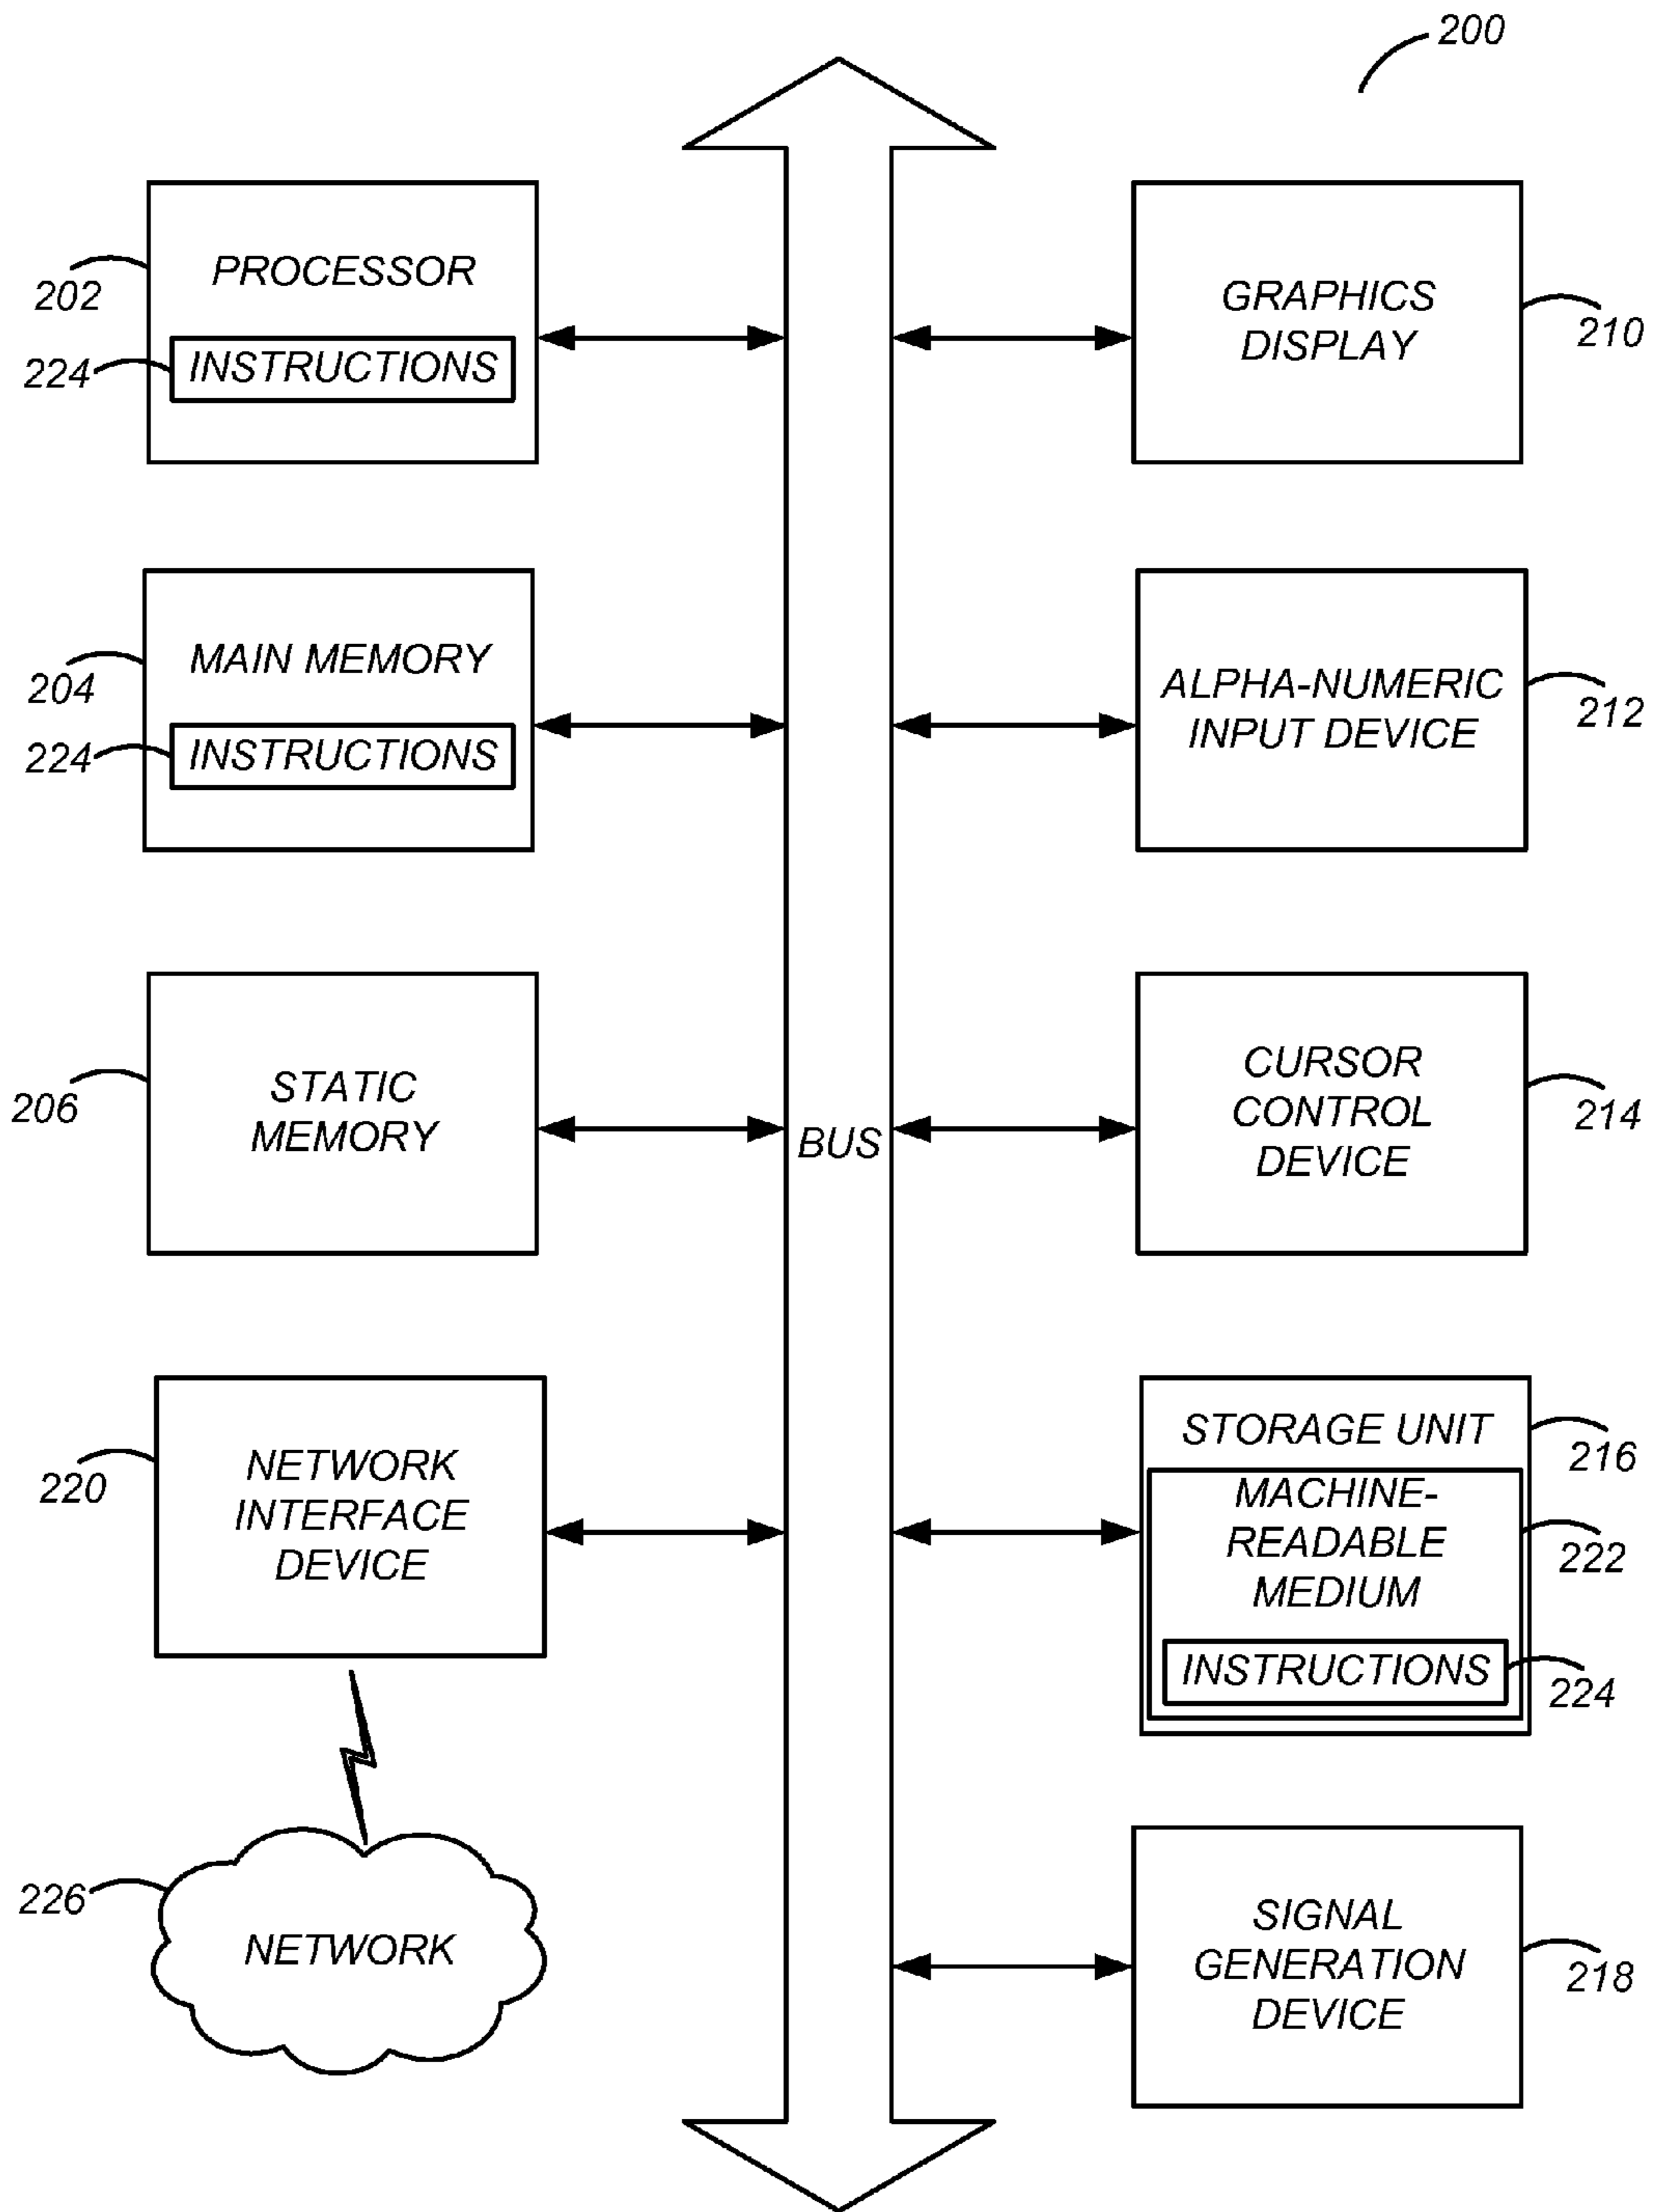 200
PROCESSOR
202
INSTRUCTIONS
224
GRAPHICS
DISPLAY
210
MAIN MEMORY
204
INSTRUCTIONS
224
ALPHA-NUMERIC
INPUT DEVICE
212
STATIC
MEMORY
206
BUS
CURSOR
CONTROL
DEVICE
214
NETWORK
INTERFACE
DEVICE
220
STORAGE UNIT
216
MACHINE-
READABLE
MEDIUM
222
INSTRUCTIONS
224
226
NETWORK
SIGNAL
GENERATION
DEVICE
218